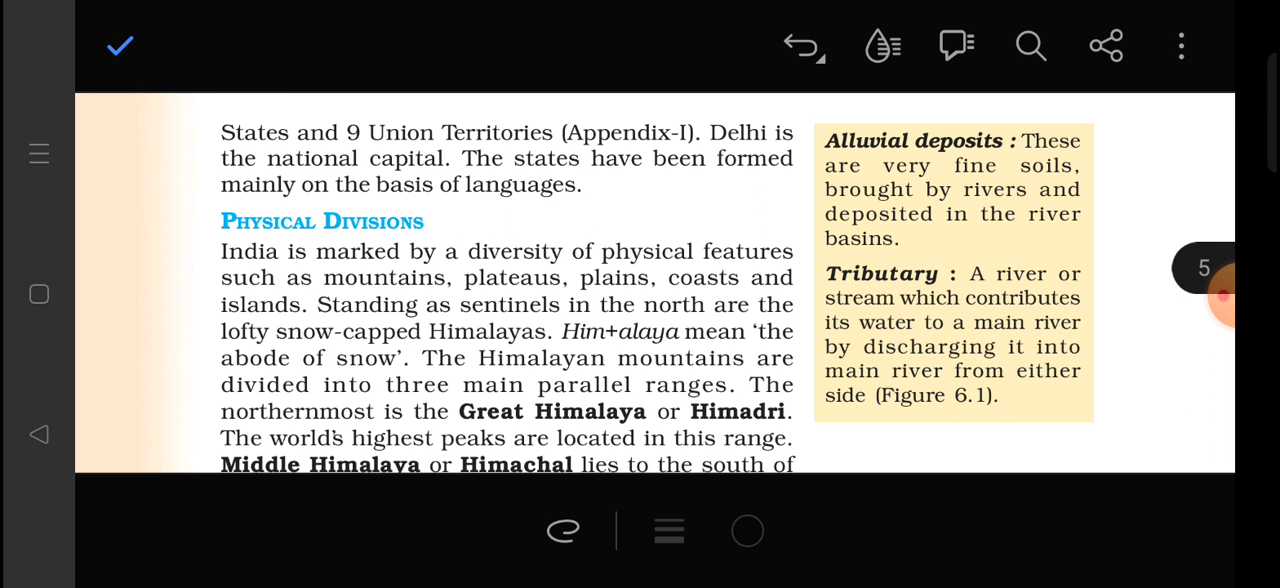 States and 9 Union Territories (Appendix-I). Delhi is
the national capital. The states have been formed
mainly on the basis of languages.
PHYSICAL DIVISIONS
India is marked by a diversity of physical features
such as mountains, plateaus, plains, coasts and
islands. Standing as sentinels in the north are the
lofty snow-capped Himalayas. Him+alaya mean ‘the
abode of snow’. The Himalayan mountains are
divided into three main parallel ranges. The
northernmost is the Great Himalaya or Himadri.
The world’s highest peaks are located in this range.
Middle Himalaya or Himachal lies to the south of
Alluvial deposits : These
are very fine soils,
brought by rivers and
deposited in the river
basins.
Tributary : A river or
stream which contributes
its water to a main river
by discharging it into
main river from either
side (Figure 6.1).
5